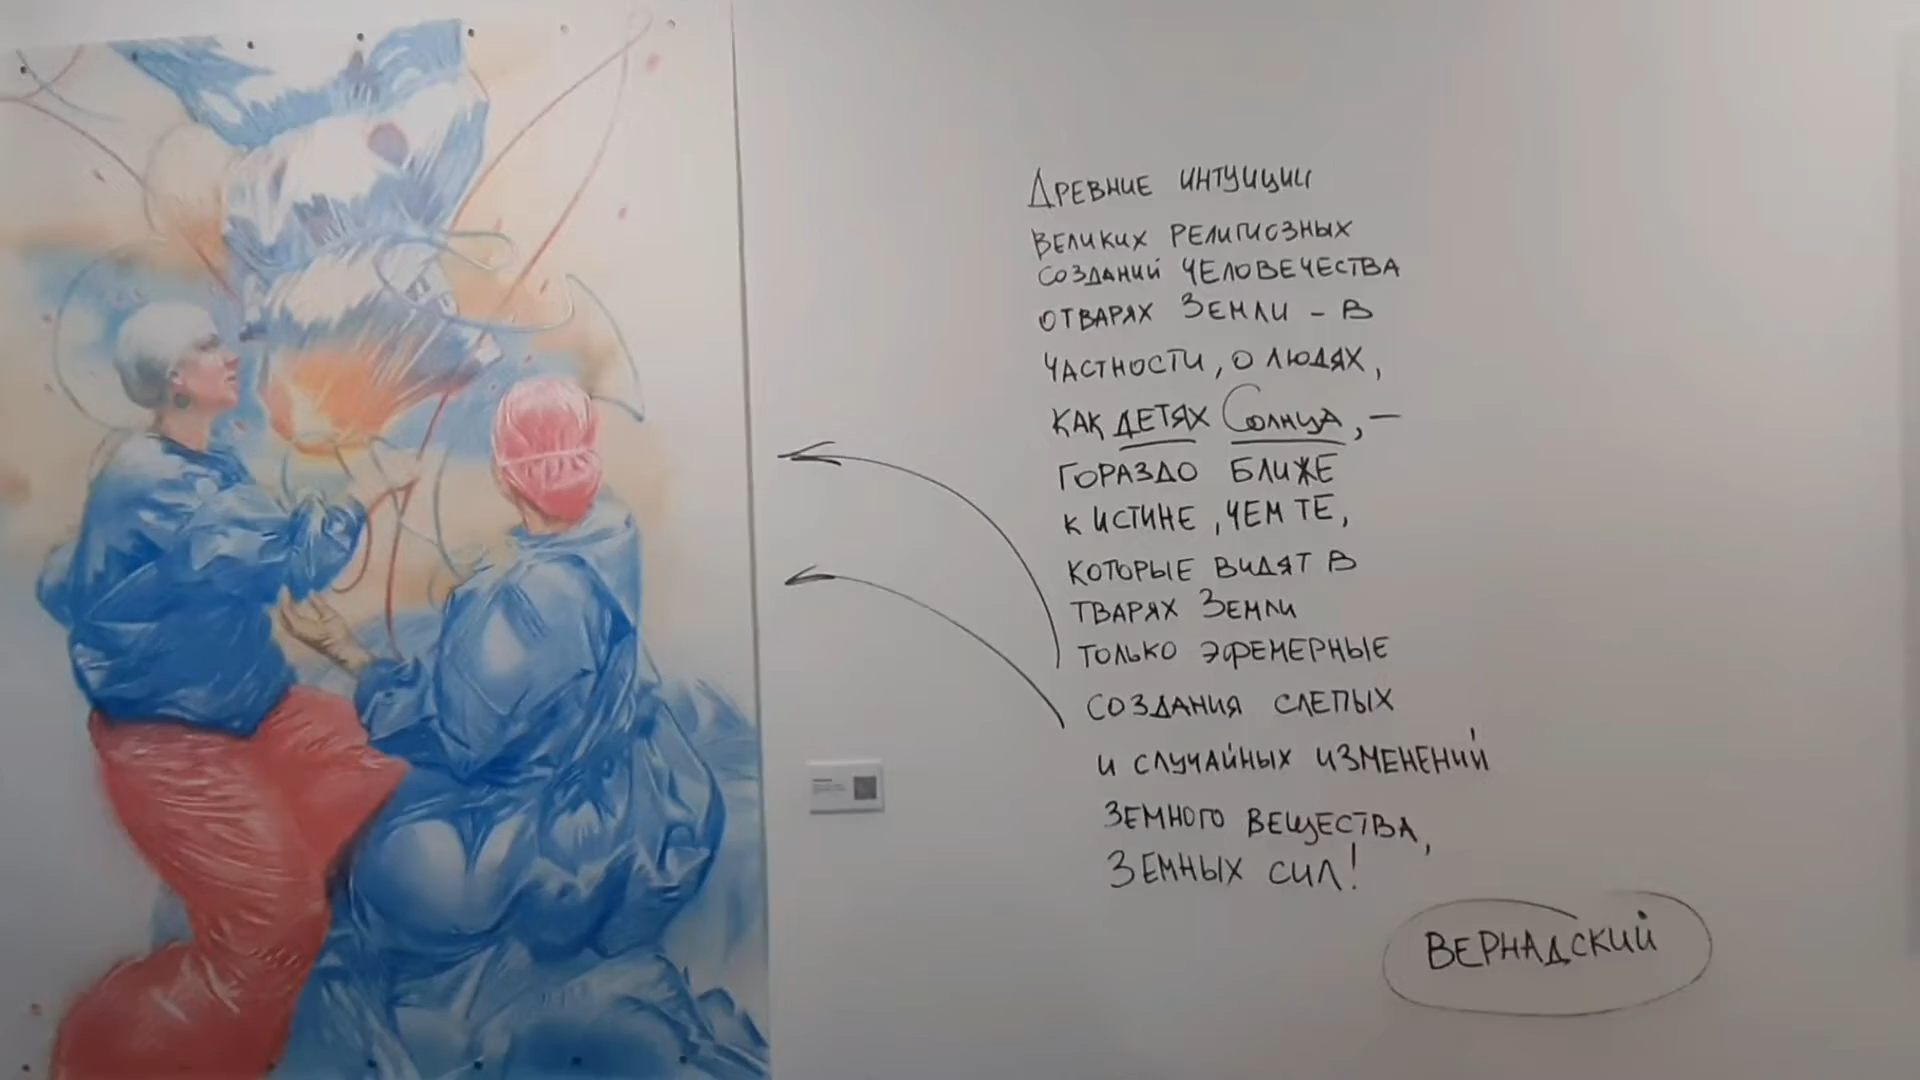 Древние интуиции
великих религиозных
созданий человечества
отварях Земли – в
частности, о людях,
как детях Солнца, –
гораздо ближе
к истине, чем те,
которые видят в
тварях Земли
только эфемерные
создания слепых
и случайных изменений
земного вещества,
земных сил!
Вернадский